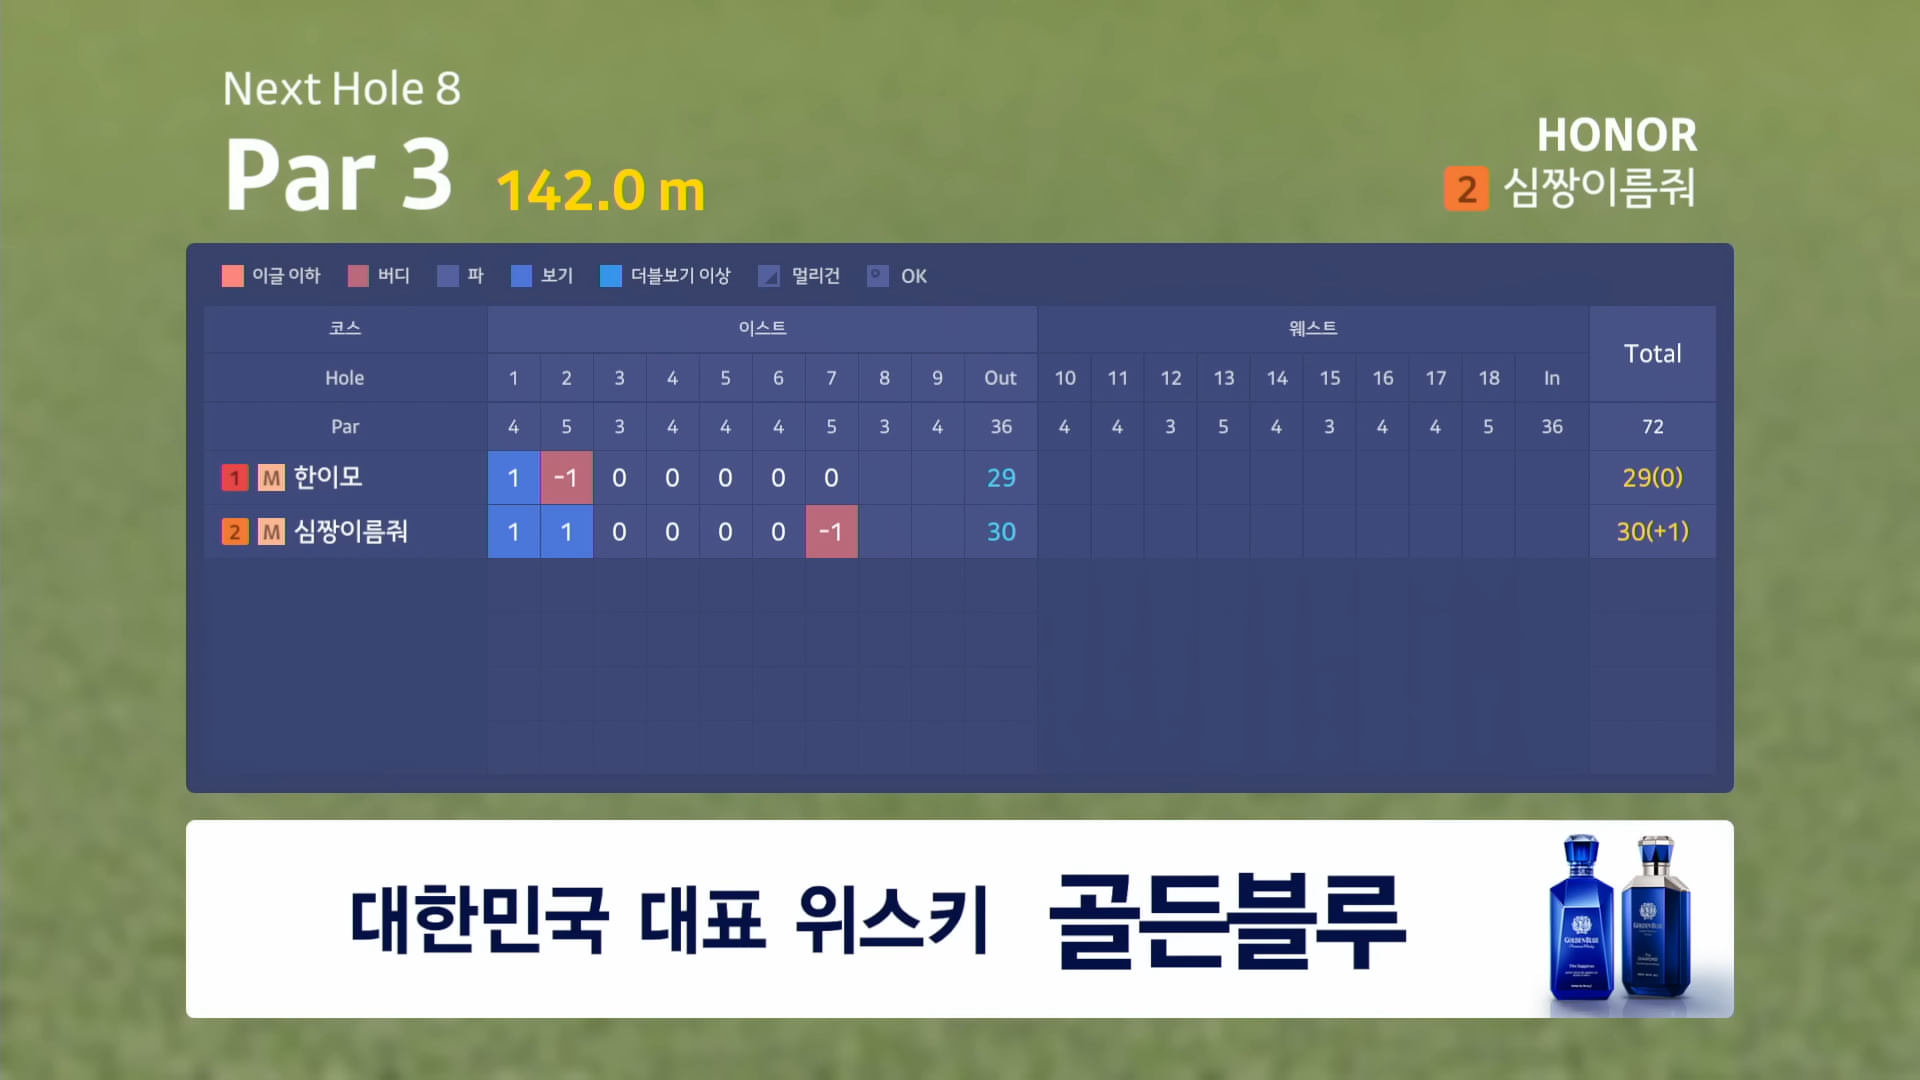 Next Hole 8
Par 3 142.0 m
HONOR
2 심짱이름줘
이글 이하 버디 파 보기 더블보기 이상 멀리건 OK
코스 이스트 웨스트 Total
Hole 1 2 3 4 5 6 7 8 9 Out 10 11 12 13 14 15 16 17 18 In
Par 4 5 3 4 4 4 5 3 4 36 4 4 3 5 4 3 4 4 5 36 72
1 M 한이모 1 -1 0 0 0 0 0 29 29(0)
2 M 심짱이름줘 1 1 0 0 0 0 -1 30 30(+1)
대한민국 대표 위스키 골든블루
GOLDEN BLUE
GOLDEN BLUE